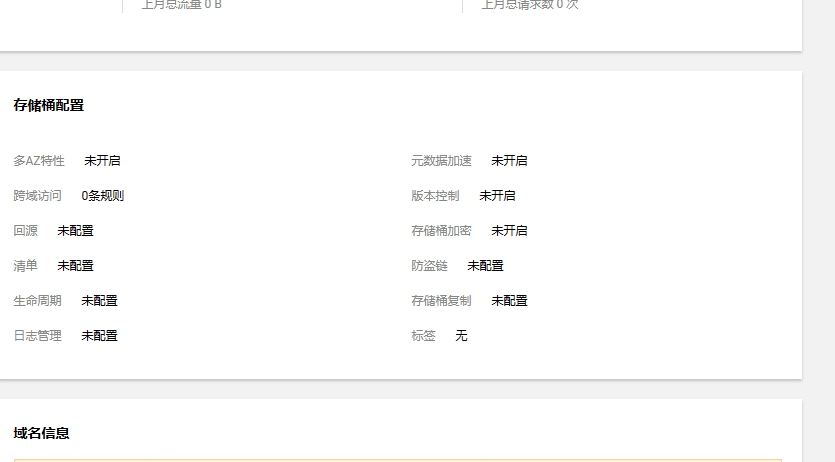 上月总流量 0 B
上月总请求数 0 次
存储桶配置
多AZ特性 未开启
元数据加速 未开启
跨域访问 0条规则
版本控制 未开启
回源 未配置
存储桶加密 未开启
清单 未配置
防盗链 未配置
生命周期 未配置
存储桶复制 未配置
日志管理 未配置
标签 无
域名信息